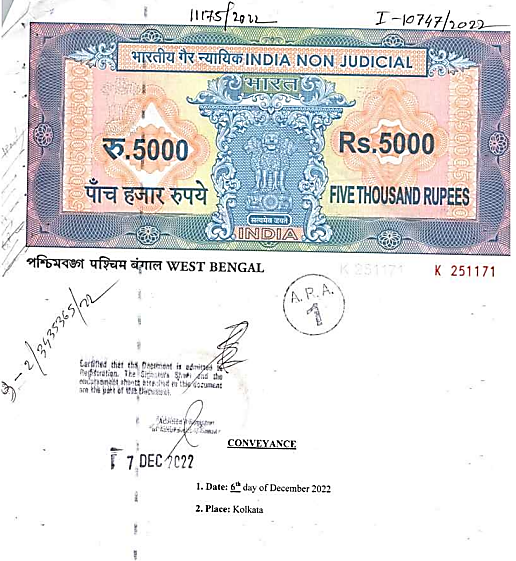 11175/2022 I-10747/2022
भारतीय गैर न्यायिक INDIA NON JUDICIAL
भारत
रु.5000 Rs.5000
पाँच हजार रुपये FIVE THOUSAND RUPEES
सत्यमेव जयते
INDIA
পশ্চিমবঙ্গ पश्चिम बंगाल WEST BENGAL
K 251171 K 251171
A. R. A.
1
2/3435365/22
Certified that the Document is admitted to
Registration. The Signature Sheet and the
endorsement sheets attached to this document
are the part of this Document.
7 DEC 2022
CONVEYANCE
1. Date: 6th day of December 2022
2. Place: Kolkata